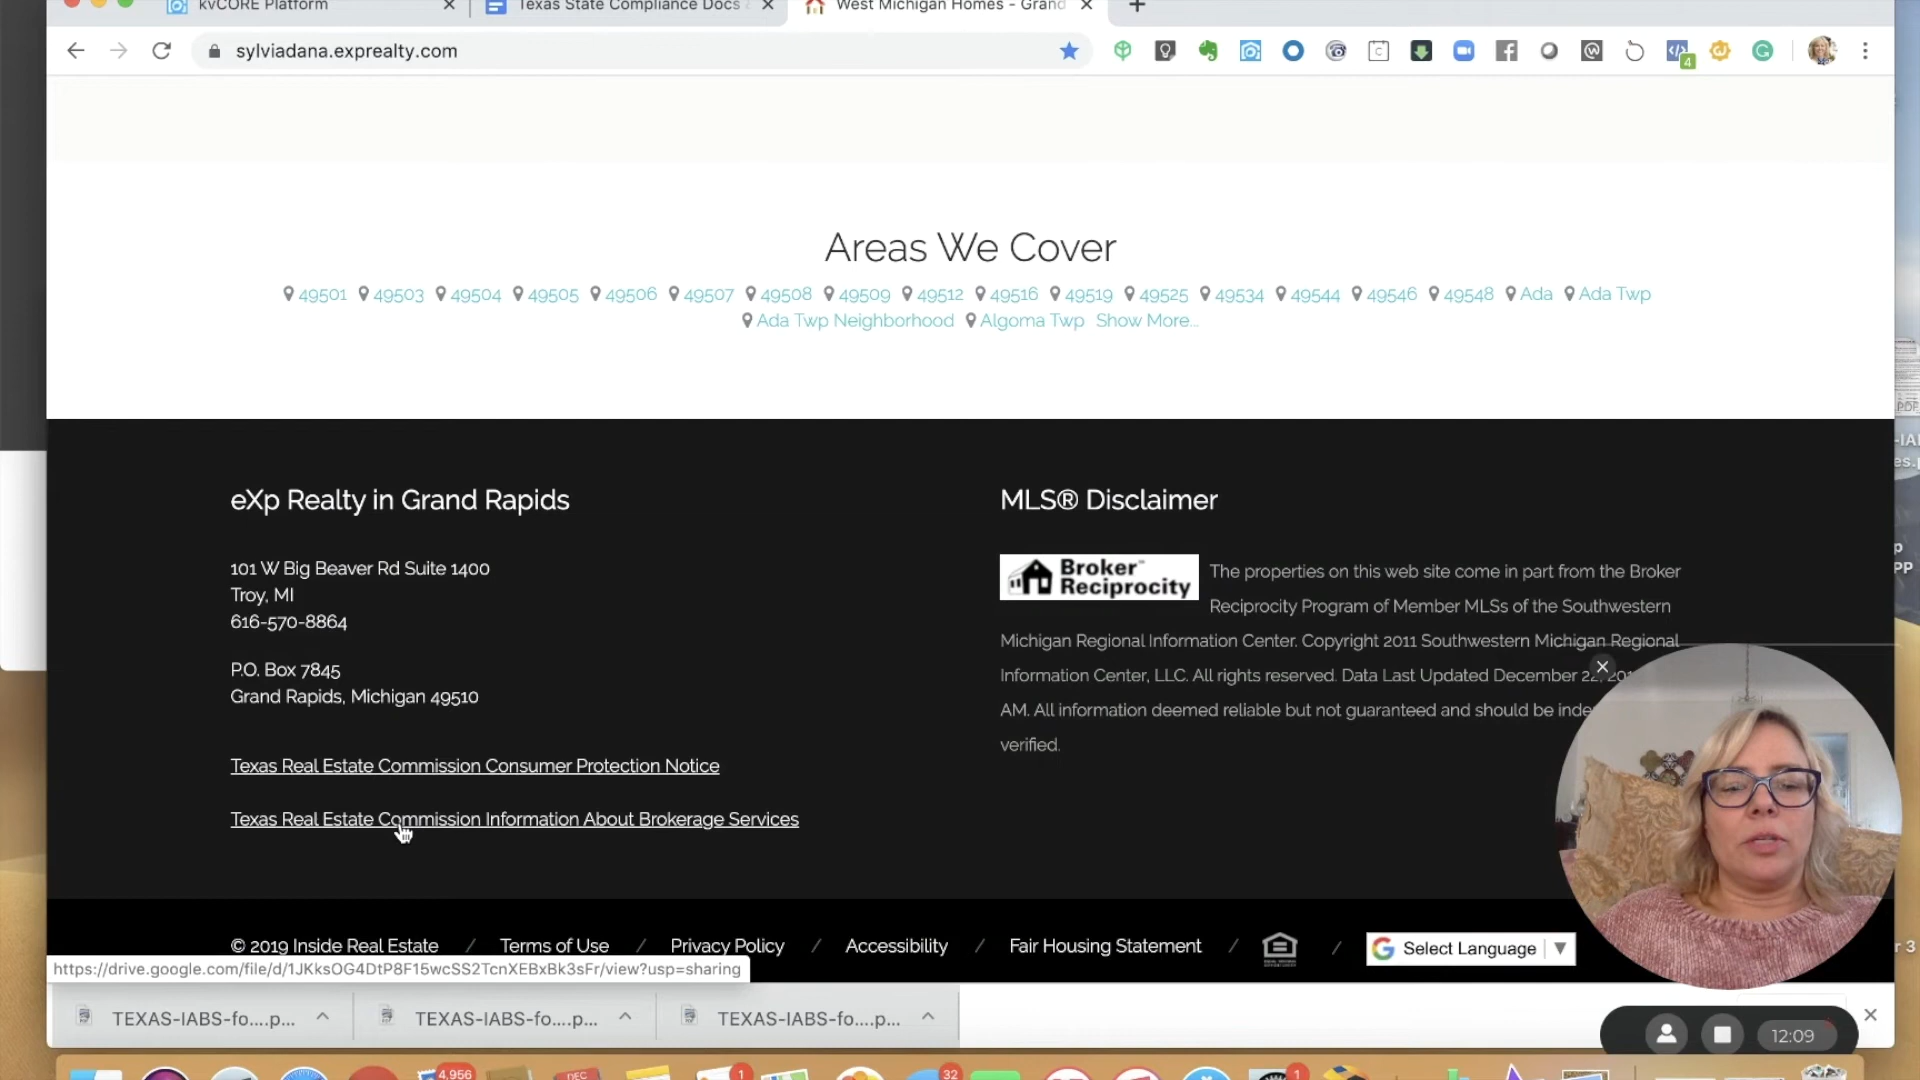 kvCORE Platform
Texas State Compliance Docs
West Michigan Homes - Grand
sylviadana.exprealty.com
4
Areas We Cover
49501 49503 49504 49505 49506 49507 49508 49509 49512 49516 49519 49525 49534 49544 49546 49548 Ada Ada Twp
Ada Twp Neighborhood Algoma Twp Show More...
eXp Realty in Grand Rapids
101 W Big Beaver Rd Suite 1400
Troy, MI
616-570-8864
P.O. Box 7845
Grand Rapids, Michigan 49510
Texas Real Estate Commission Consumer Protection Notice
Texas Real Estate Commission Information About Brokerage Services
MLS® Disclaimer
Broker™
Reciprocity
The properties on this web site come in part from the Broker
Reciprocity Program of Member MLSs of the Southwestern
Michigan Regional Information Center. Copyright 2011 Southwestern Michigan Regional
Information Center, LLC. All rights reserved. Data Last Updated December
AM. All information deemed reliable but not guaranteed and should be
verified.
© 2019 Inside Real Estate / Terms of Use / Privacy Policy / Accessibility / Fair Housing Statement / / Select Language ▼
https://drive.google.com/file/d/1JKksOG4DtP8F15wcSS2TcnXEBxBk3sFr/view?usp=sharing
TEXAS-IABS-fo....p... TEXAS-IABS-fo....p... TEXAS-IABS-fo....p...
12:09
4,956
DEC
1
32
1